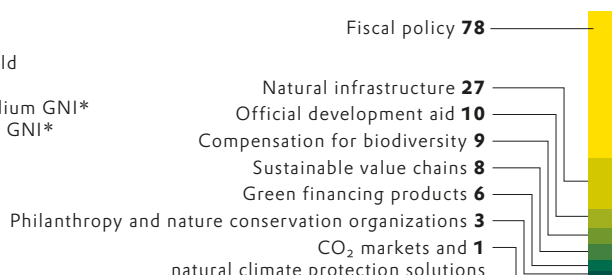 Fiscal policy 78
ld
Natural infrastructure 27
dium GNI*
Official development aid 10
GNI*
Compensation for biodiversity 9
Sustainable value chains 8
Green financing products 6
Philanthropy and nature conservation organizations 3
CO₂ markets and 1
natural climate protection solutions